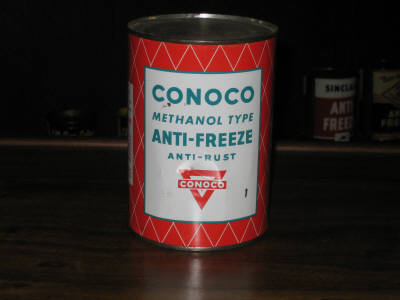 CONOCO
METHANOL TYPE
ANTI-FREEZE
ANTI-RUST
CONOCO
SINCLAIR
ANTI
FREEZE